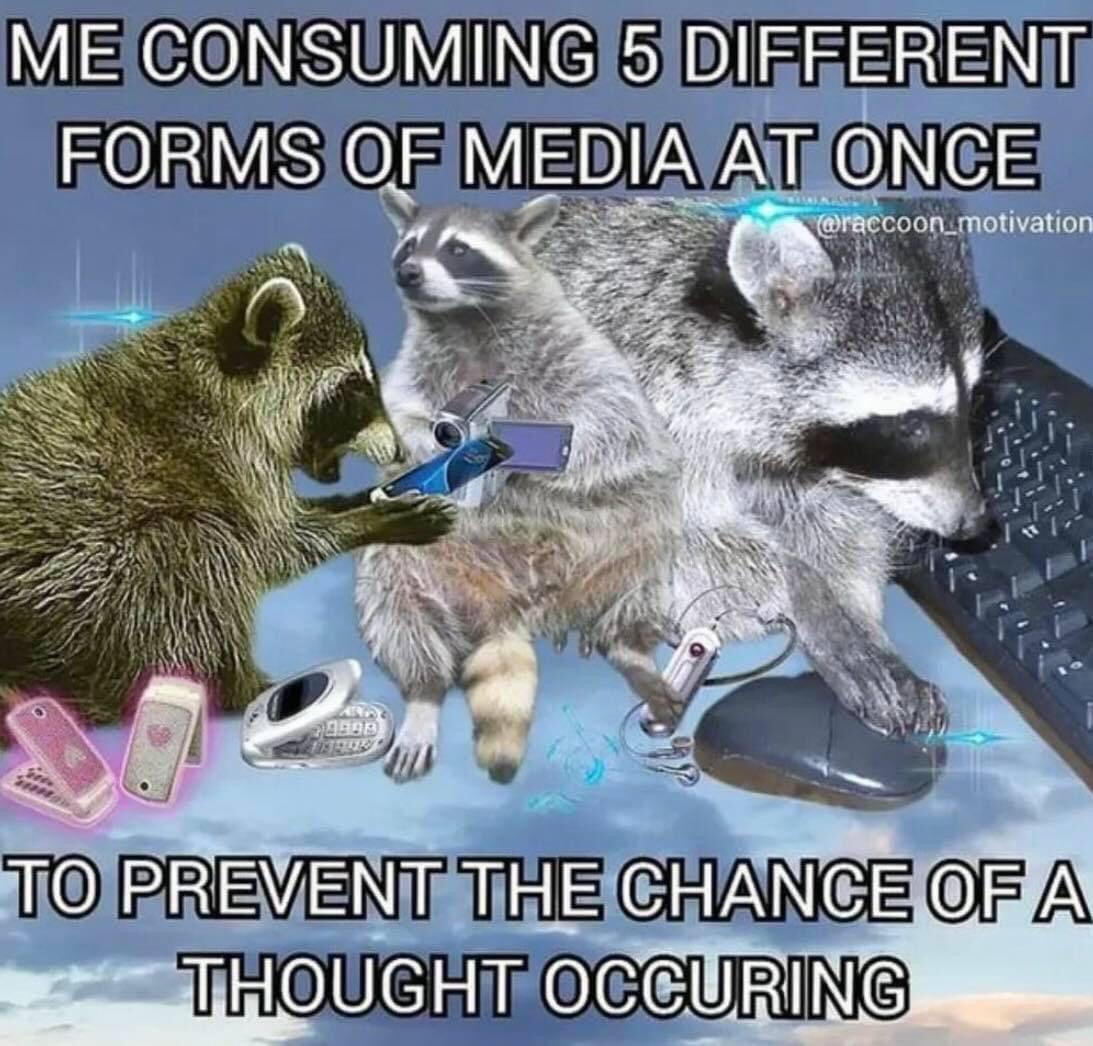 ME CONSUMING 5 DIFFERENT
FORMS OF MEDIA AT ONCE
@raccoon_motivation
TO PREVENT THE CHANCE OF A
THOUGHT OCCURING